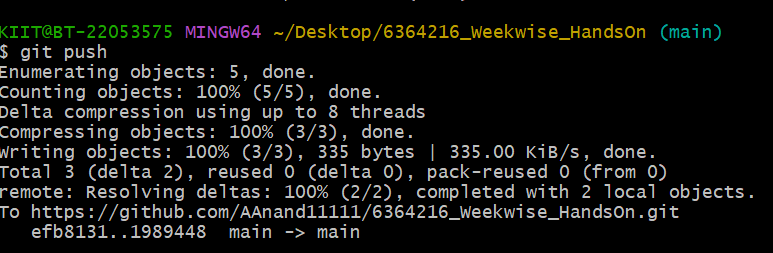 KIIT@BT-22053575 MINGW64 ~/Desktop/6364216_Weekwise_HandsOn (main)
$ git push
Enumerating objects: 5, done.
Counting objects: 100% (5/5), done.
Delta compression using up to 8 threads
Compressing objects: 100% (3/3), done.
Writing objects: 100% (3/3), 335 bytes | 335.00 KiB/s, done.
Total 3 (delta 2), reused 0 (delta 0), pack-reused 0 (from 0)
remote: Resolving deltas: 100% (2/2), completed with 2 local objects.
To https://github.com/AAnand11111/6364216_Weekwise_HandsOn.git
   efb8131..1989448  main -> main